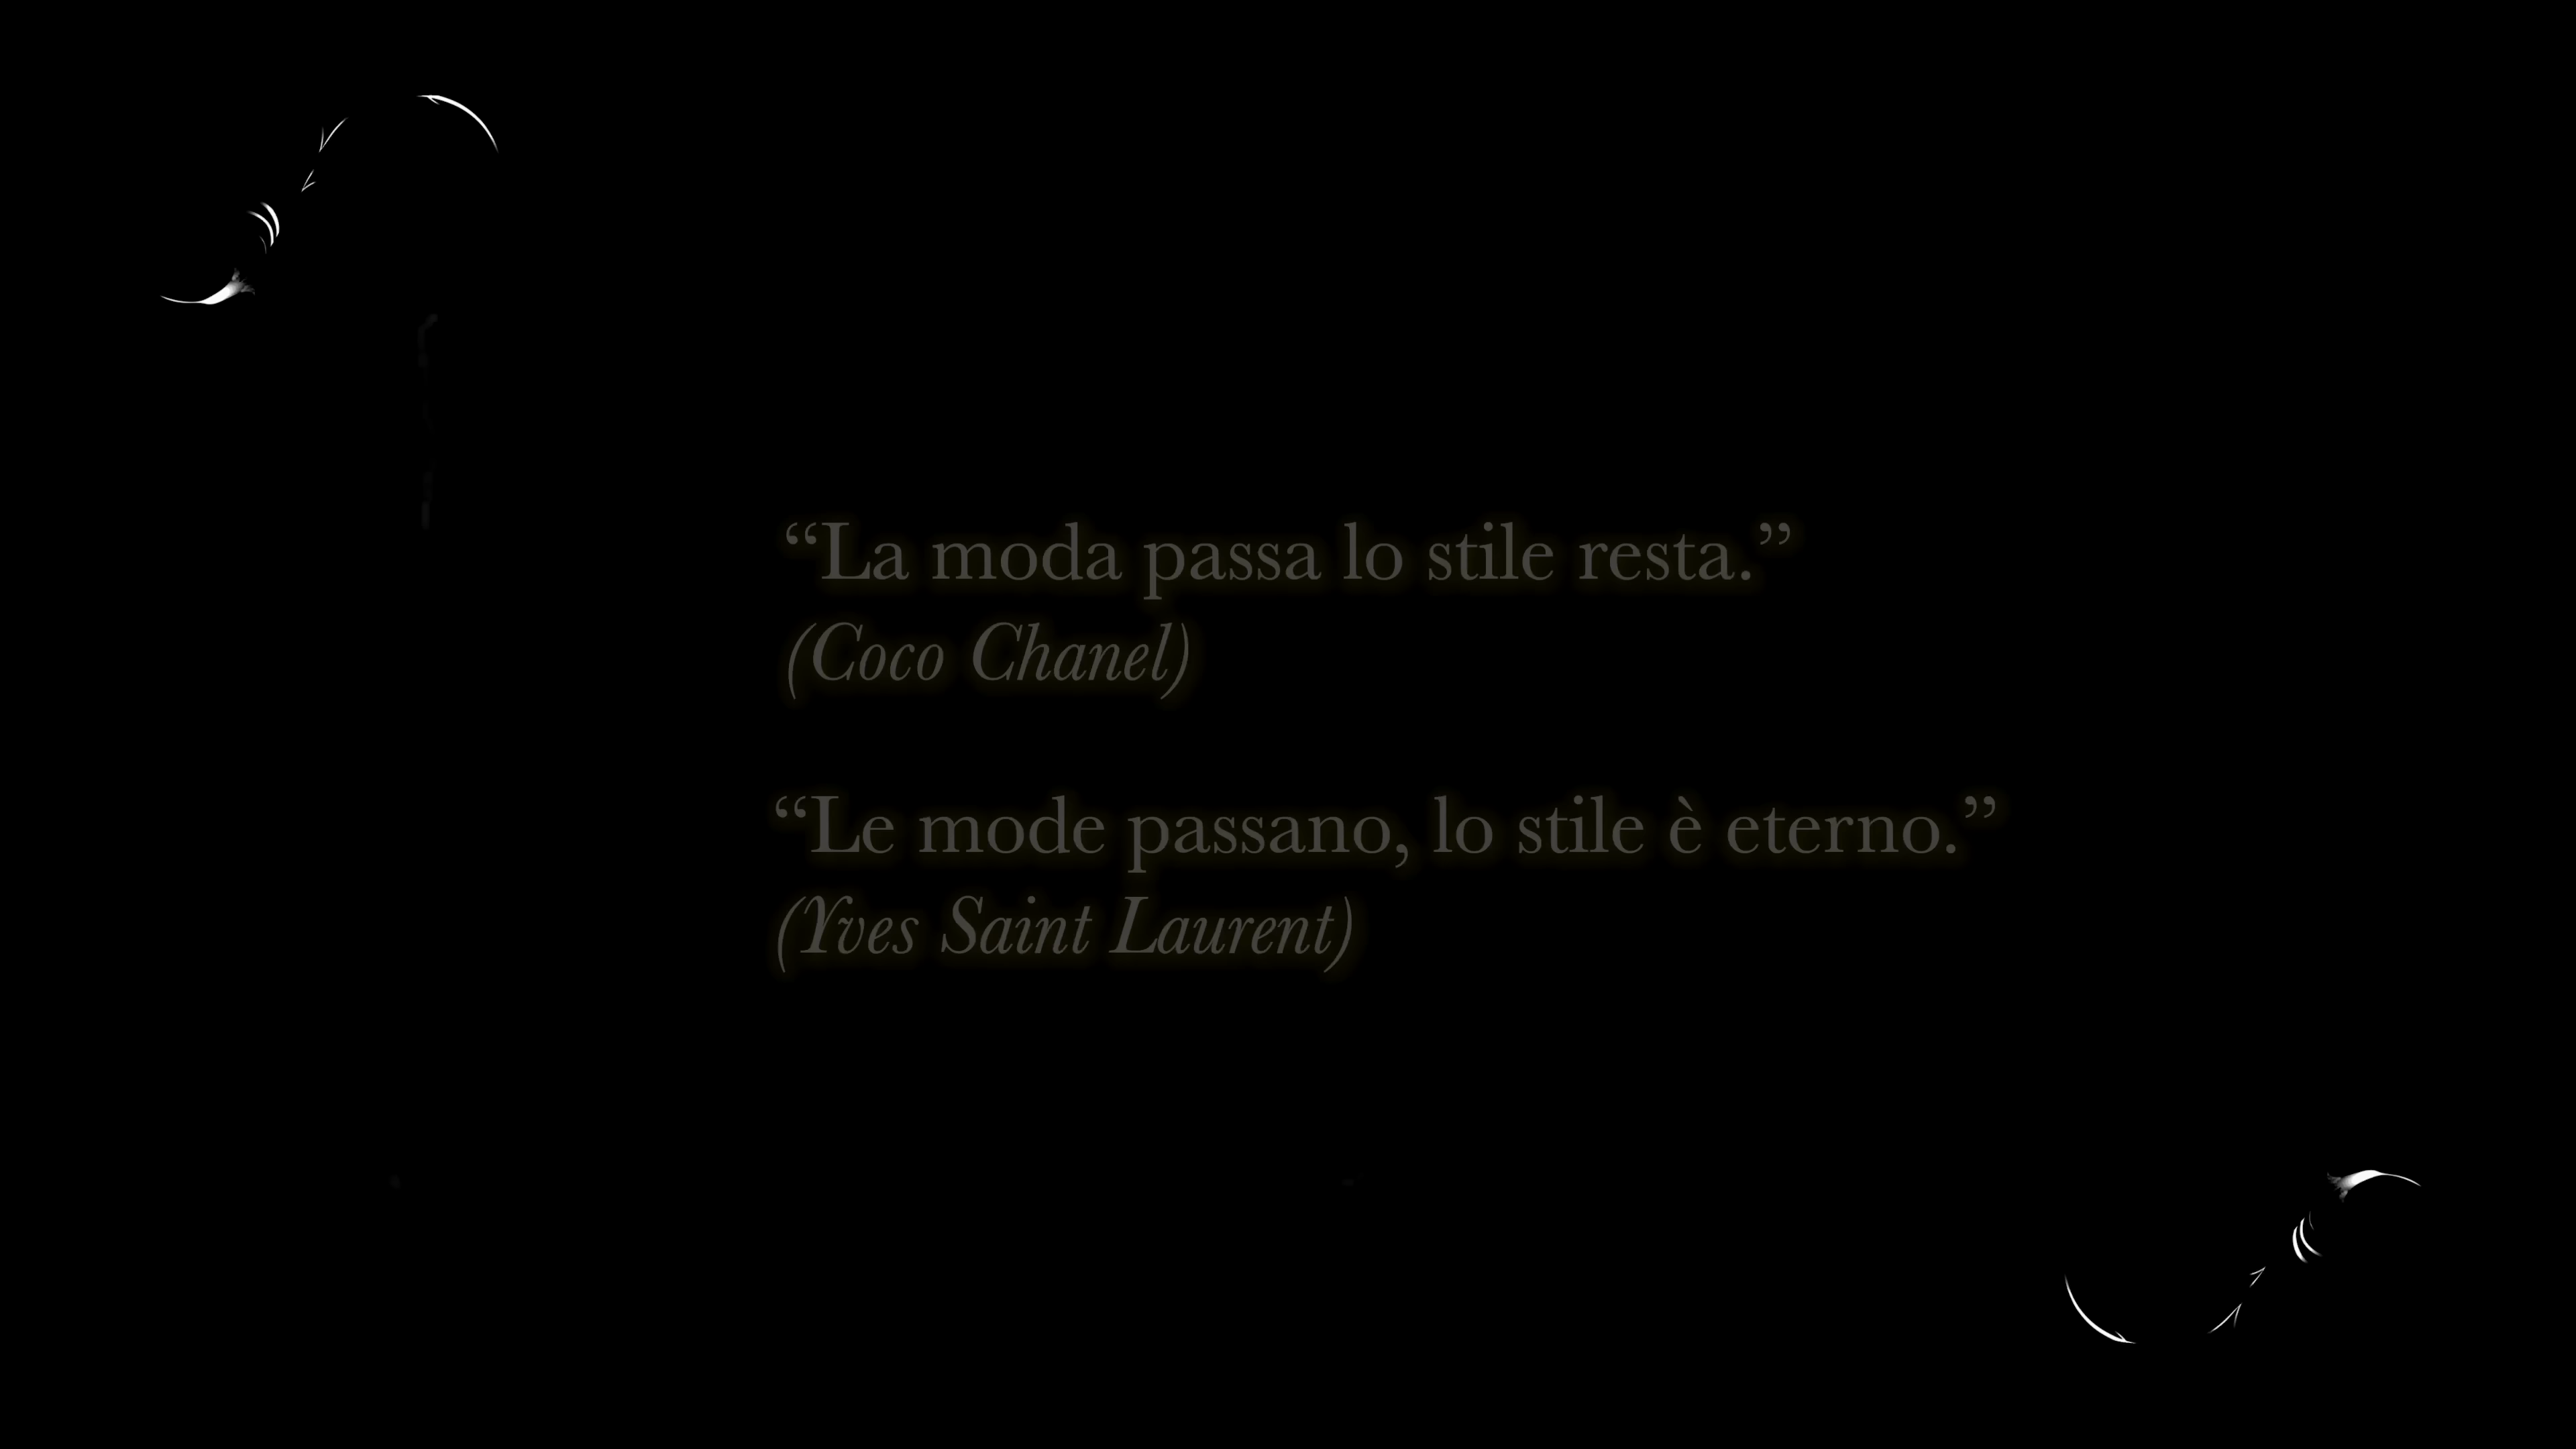 “La moda passa lo stile resta.”
(Coco Chanel)
“Le mode passano, lo stile è eterno.”
(Yves Saint Laurent)